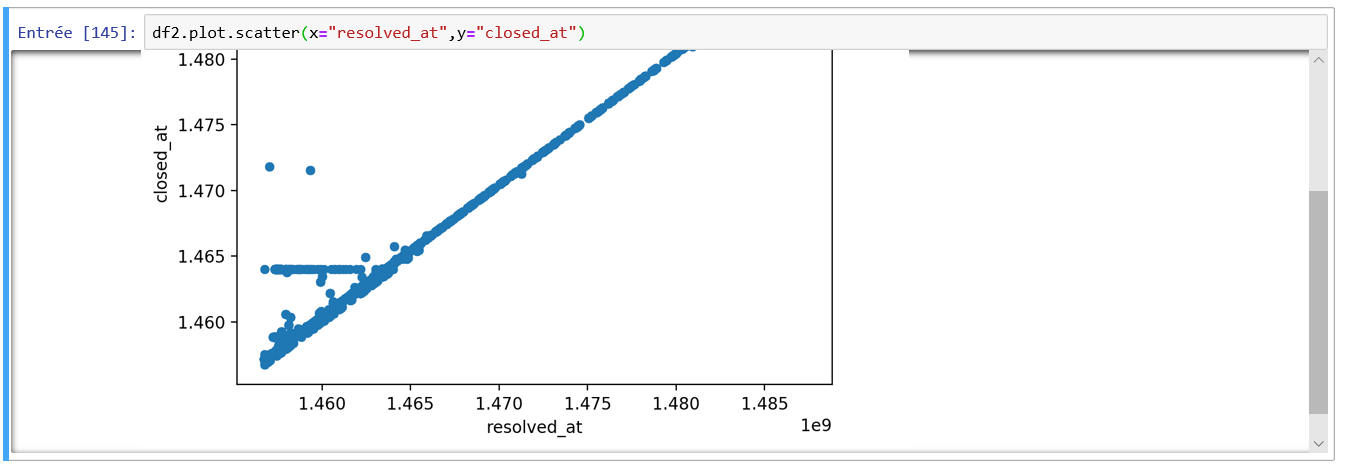 Entrée [145]: df2.plot.scatter(x="resolved_at",y="closed_at")
1.480
1.475
1.470
1.465
1.460
closed_at
1.460 1.465 1.470 1.475 1.480 1.485
resolved_at
1e9